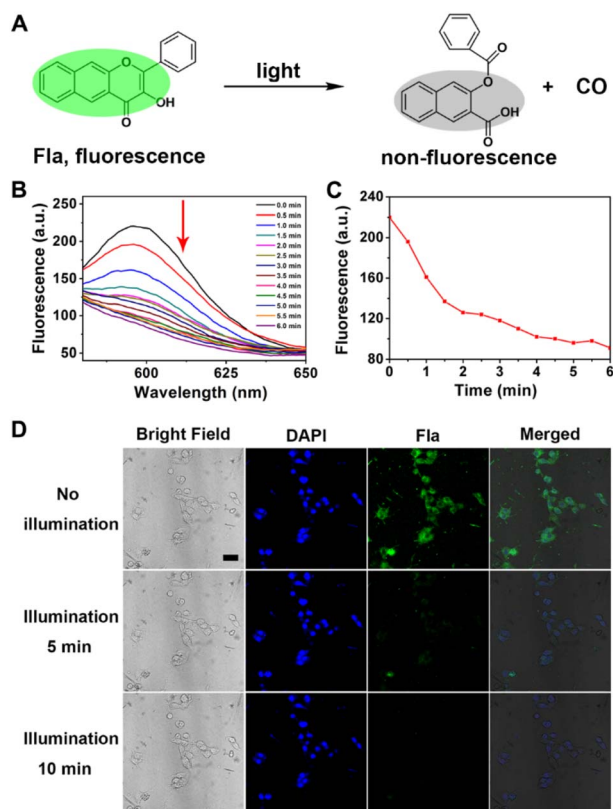 A
O
OH
O
Fla, fluorescence
light
O
O
OH
O
non-fluorescence
+ CO
B
Fluorescence (a.u.)
250
200
150
100
50
600
625
650
Wavelength (nm)
0.0 min
0.5 min
1.0 min
1.5 min
2.0 min
2.5 min
3.0 min
3.5 min
4.0 min
4.5 min
5.0 min
5.5 min
6.0 min
C
Fluorescence (a.u.)
240
200
160
120
80
0 1 2 3 4 5 6
Time (min)
D
Bright Field DAPI Fla Merged
No
illumination
Illumination
5 min
Illumination
10 min